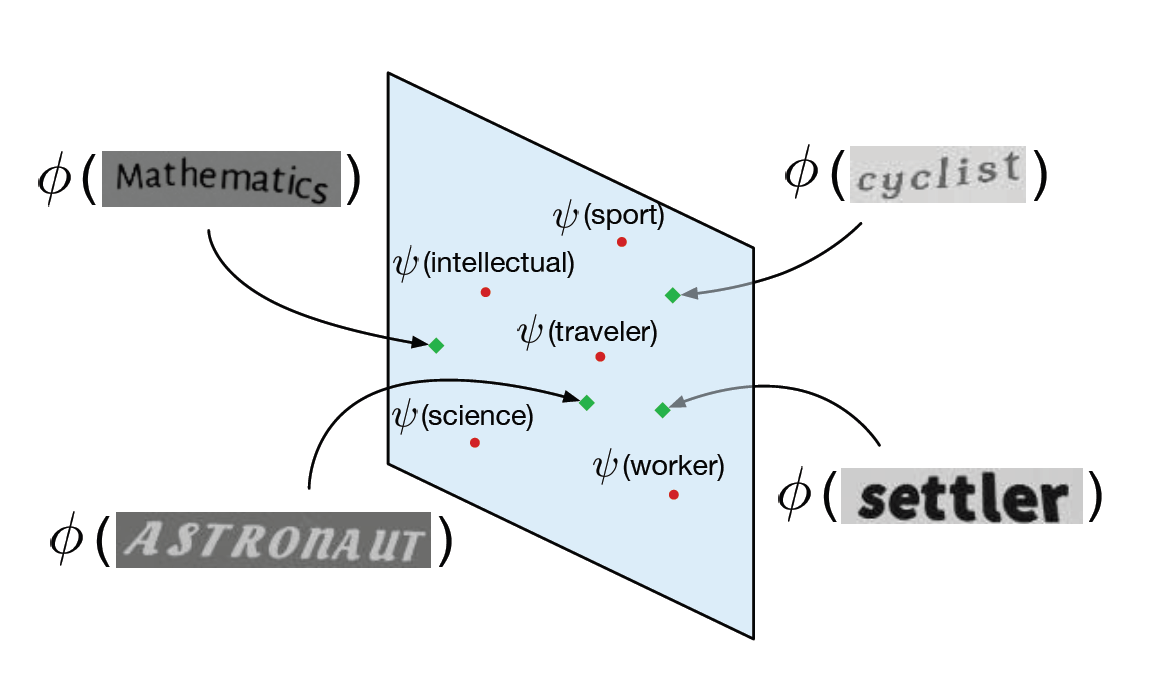 ϕ(Mathematics)
ϕ(cyclist)
ψ(sport)
ψ(intellectual)
ψ(traveler)
ψ(science)
ψ(worker)
ϕ(ASTRONAUT)
ϕ(settler)